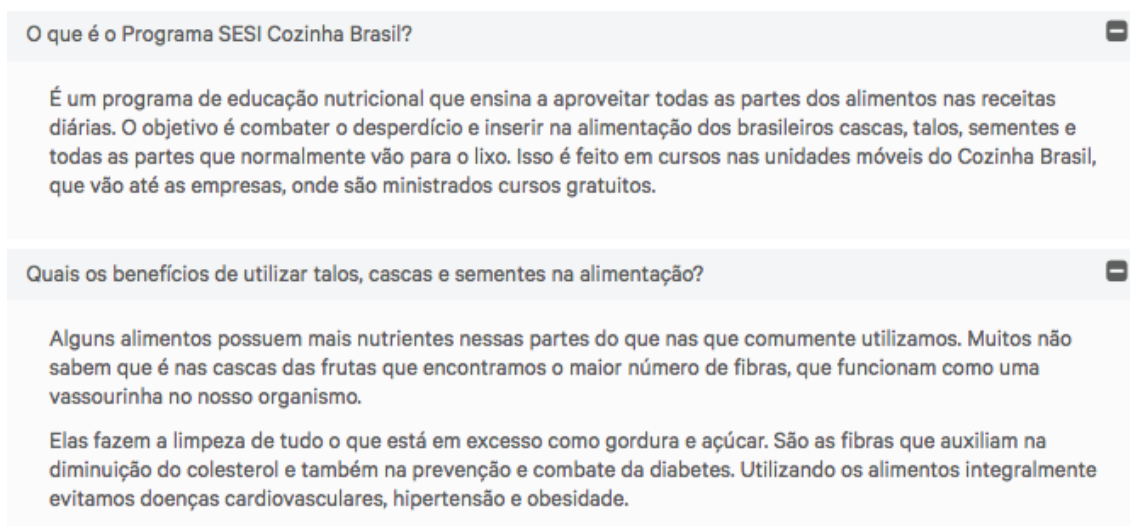 O que é o Programa SESI Cozinha Brasil?
É um programa de educação nutricional que ensina a aproveitar todas as partes dos alimentos nas receitas
diárias. O objetivo é combater o desperdício e inserir na alimentação dos brasileiros cascas, talos, sementes e
todas as partes que normalmente vão para o lixo. Isso é feito em cursos nas unidades móveis do Cozinha Brasil,
que vão até as empresas, onde são ministrados cursos gratuitos.
Quais os benefícios de utilizar talos, cascas e sementes na alimentação?
Alguns alimentos possuem mais nutrientes nessas partes do que nas que comumente utilizamos. Muitos não
sabem que é nas cascas das frutas que encontramos o maior número de fibras, que funcionam como uma
vassourinha no nosso organismo.
Elas fazem a limpeza de tudo o que está em excesso como gordura e açúcar. São as fibras que auxiliam na
diminuição do colesterol e também na prevenção e combate da diabetes. Utilizando os alimentos integralmente
evitamos doenças cardiovasculares, hipertensão e obesidade.